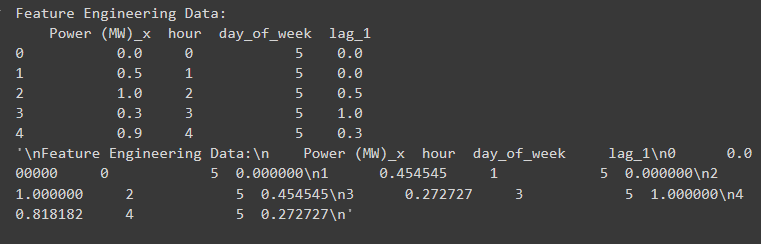 Feature Engineering Data:
Power (MW)_x hour day_of_week lag_1
0 0.0 0 5 0.0
1 0.5 1 5 0.0
2 1.0 2 5 0.5
3 0.3 3 5 1.0
4 0.9 4 5 0.3
'\nFeature Engineering Data:\n Power (MW)_x hour day_of_week lag_1\n0 0.0
00000 0 5 0.000000\n1 0.454545 1 5 0.000000\n2
1.000000 2 5 0.454545\n3 0.272727 3 5 1.000000\n4
0.818182 4 5 0.272727\n'